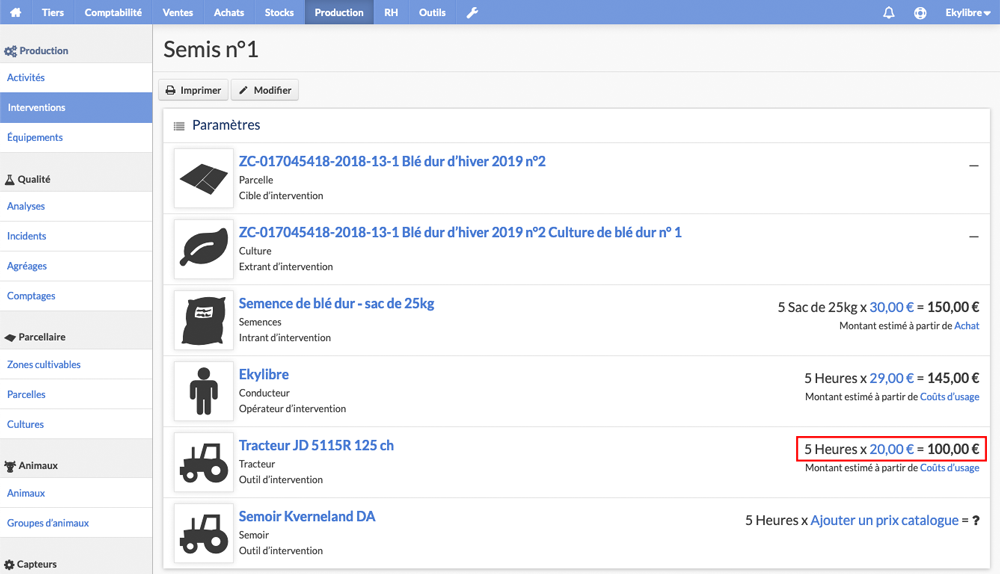 Tiers Comptabilité Ventes Achats Stocks Production RH Outils Ekylibre
Production
Activités
Interventions
Équipements
Qualité
Analyses
Incidents
Agréages
Comptages
Parcellaire
Zones cultivables
Parcelles
Cultures
Animaux
Animaux
Groupes d'animaux
Capteurs
Semis n°1
Imprimer Modifier
Paramètres
ZC-017045418-2018-13-1 Blé dur d'hiver 2019 n°2 –
Parcelle
Cible d'intervention
ZC-017045418-2018-13-1 Blé dur d'hiver 2019 n°2 Culture de blé dur n° 1 –
Culture
Extrant d'intervention
Semence de blé dur - sac de 25kg
Semences
Intrant d'intervention
5 Sac de 25kg x 30,00 € = 150,00 €
Montant estimé à partir de Achat
Ekylibre
Conducteur
Opérateur d'intervention
5 Heures x 29,00 € = 145,00 €
Montant estimé à partir de Coûts d'usage
Tracteur JD 5115R 125 ch
Tracteur
Outil d'intervention
5 Heures x 20,00 € = 100,00 €
Montant estimé à partir de Coûts d'usage
Semoir Kverneland DA
Semoir
Outil d'intervention
5 Heures x Ajouter un prix catalogue = ?